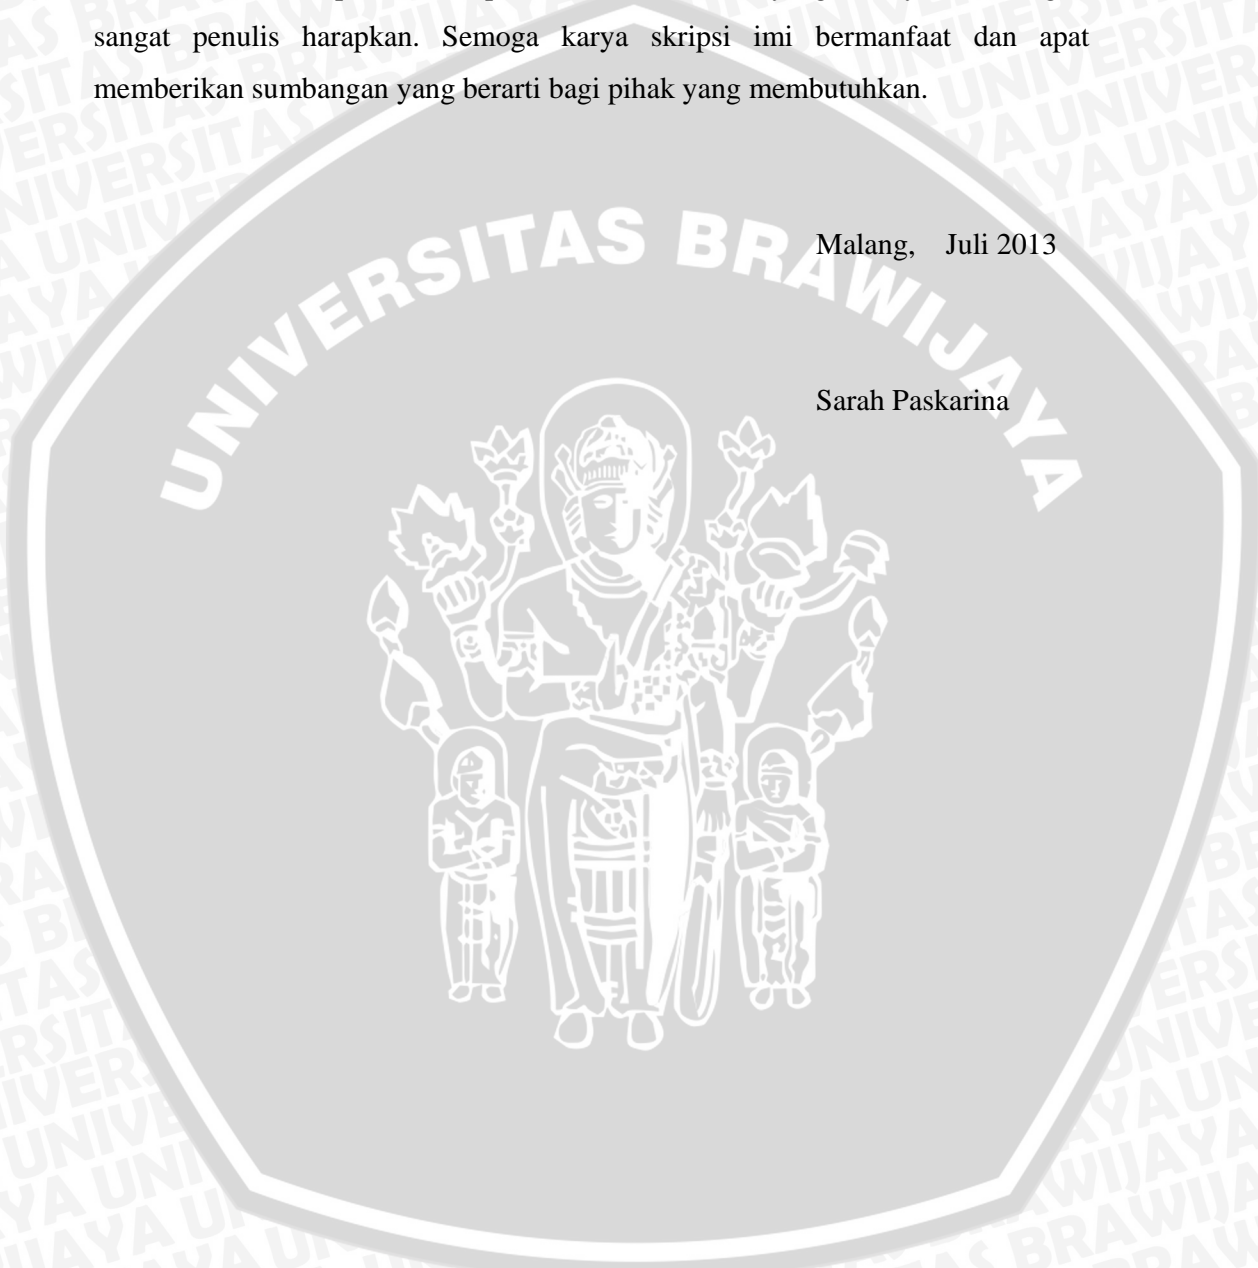 sangat penulis harapkan. Semoga karya skripsi imi bermanfaat dan apat
memberikan sumbangan yang berarti bagi pihak yang membutuhkan.
UNIVERSITAS BRAWIJAYA
Malang, Juli 2013
Sarah Paskarina